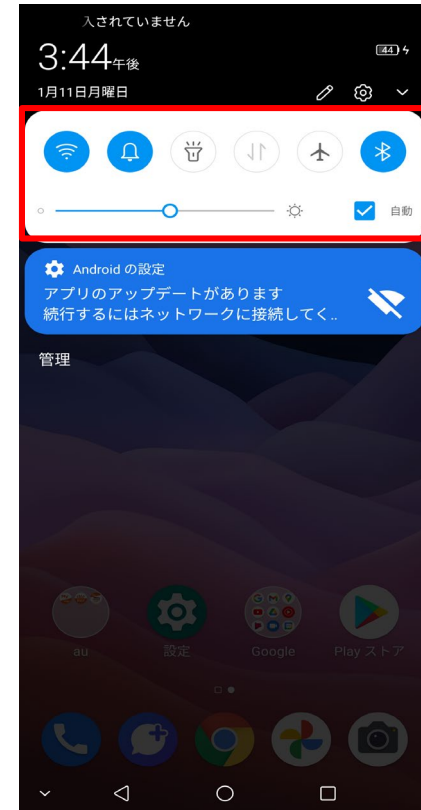 入されていません
3:44午後
44
1月11日月曜日
自動
Android の設定
アプリのアップデートがあります
続行するにはネットワークに接続してく..
管理
au
設定
Google
Play ストア